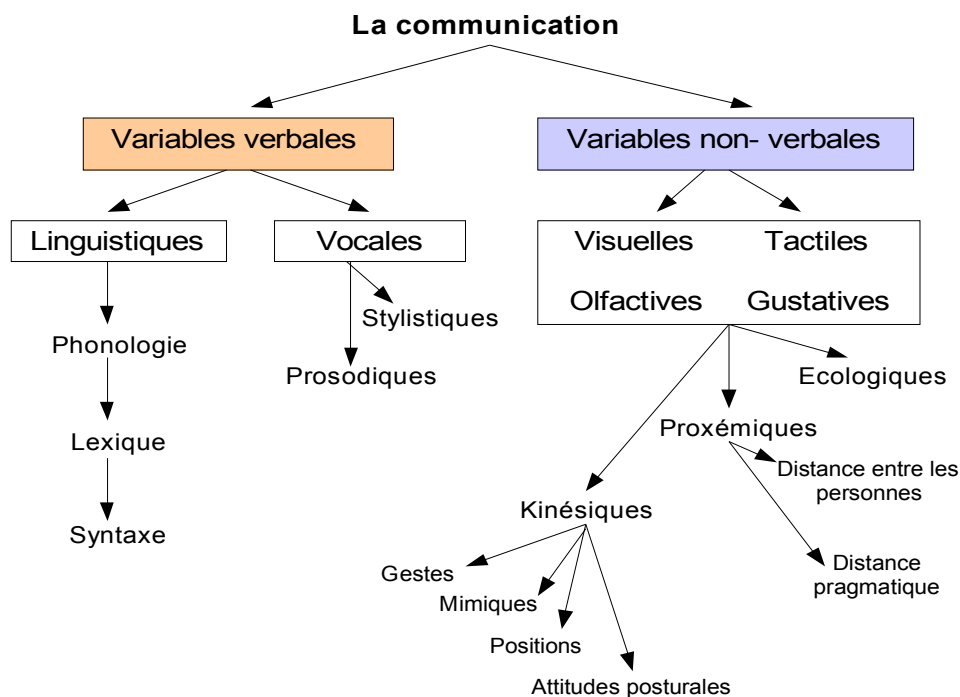 La communication
Variables verbales
Variables non- verbales
Linguistiques
Vocales
Visuelles
Tactiles
Olfactives
Gustatives
Stylistiques
Phonologie
Prosodiques
Ecologiques
Proxémiques
Lexique
Distance entre les
personnes
Kinésiques
Syntaxe
Distance
pragmatique
Gestes
Mimiques
Positions
Attitudes posturales